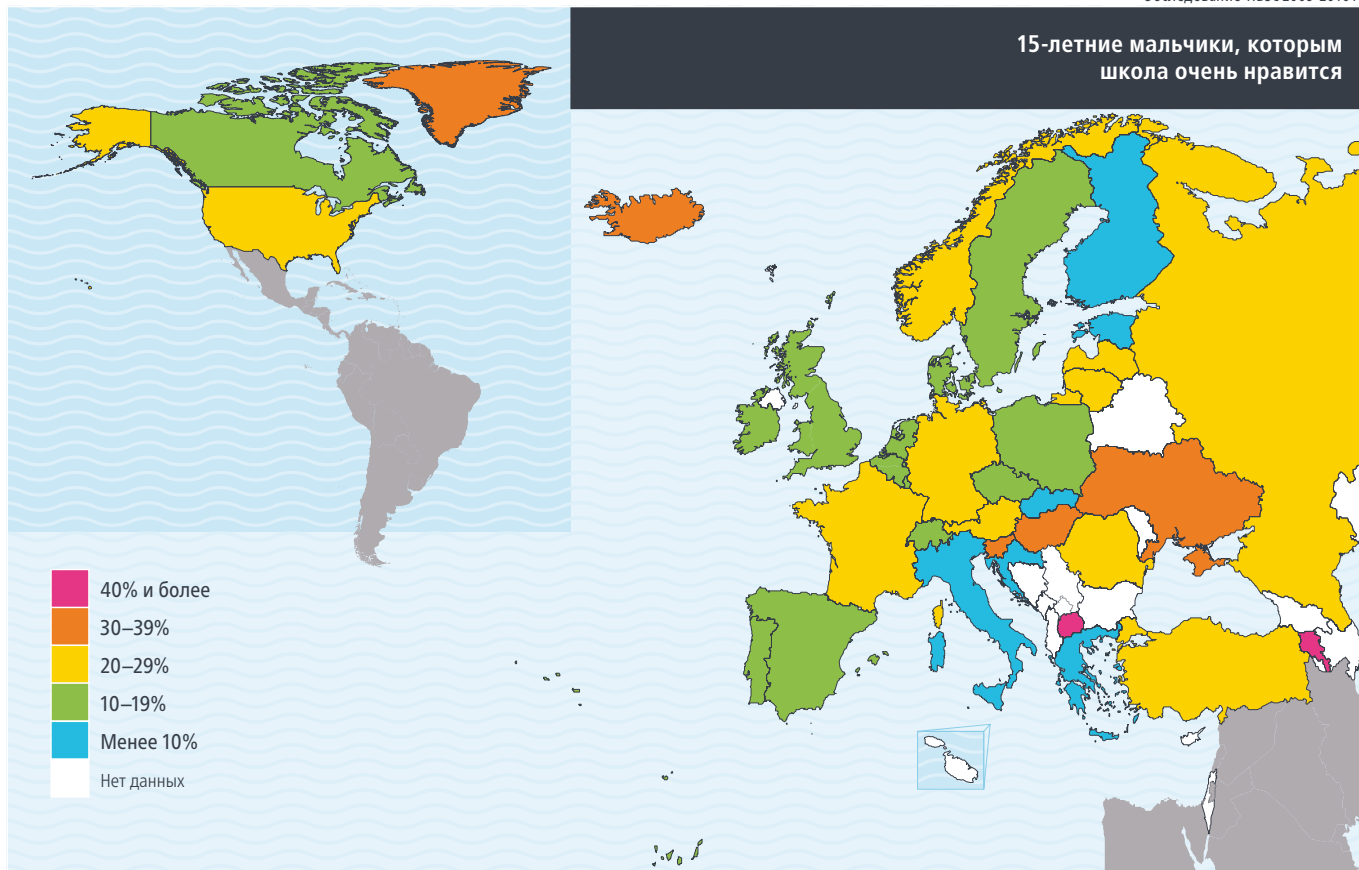 15-летние мальчики, которым
школа очень нравится
40% и более
30–39%
20–29%
10–19%
Менее 10%
Нет данных